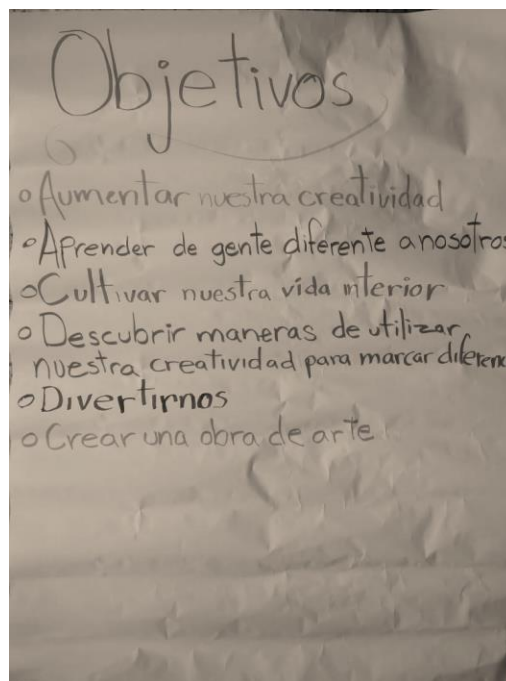 Objetivos
o Aumentar nuestra creatividad
o Aprender de gente diferente a nosotros
o Cultivar nuestra vida interior
o Descubrir maneras de utilizar
nuestra creatividad para marcar diferenc
o Divertirnos
o Crear una obra de arte